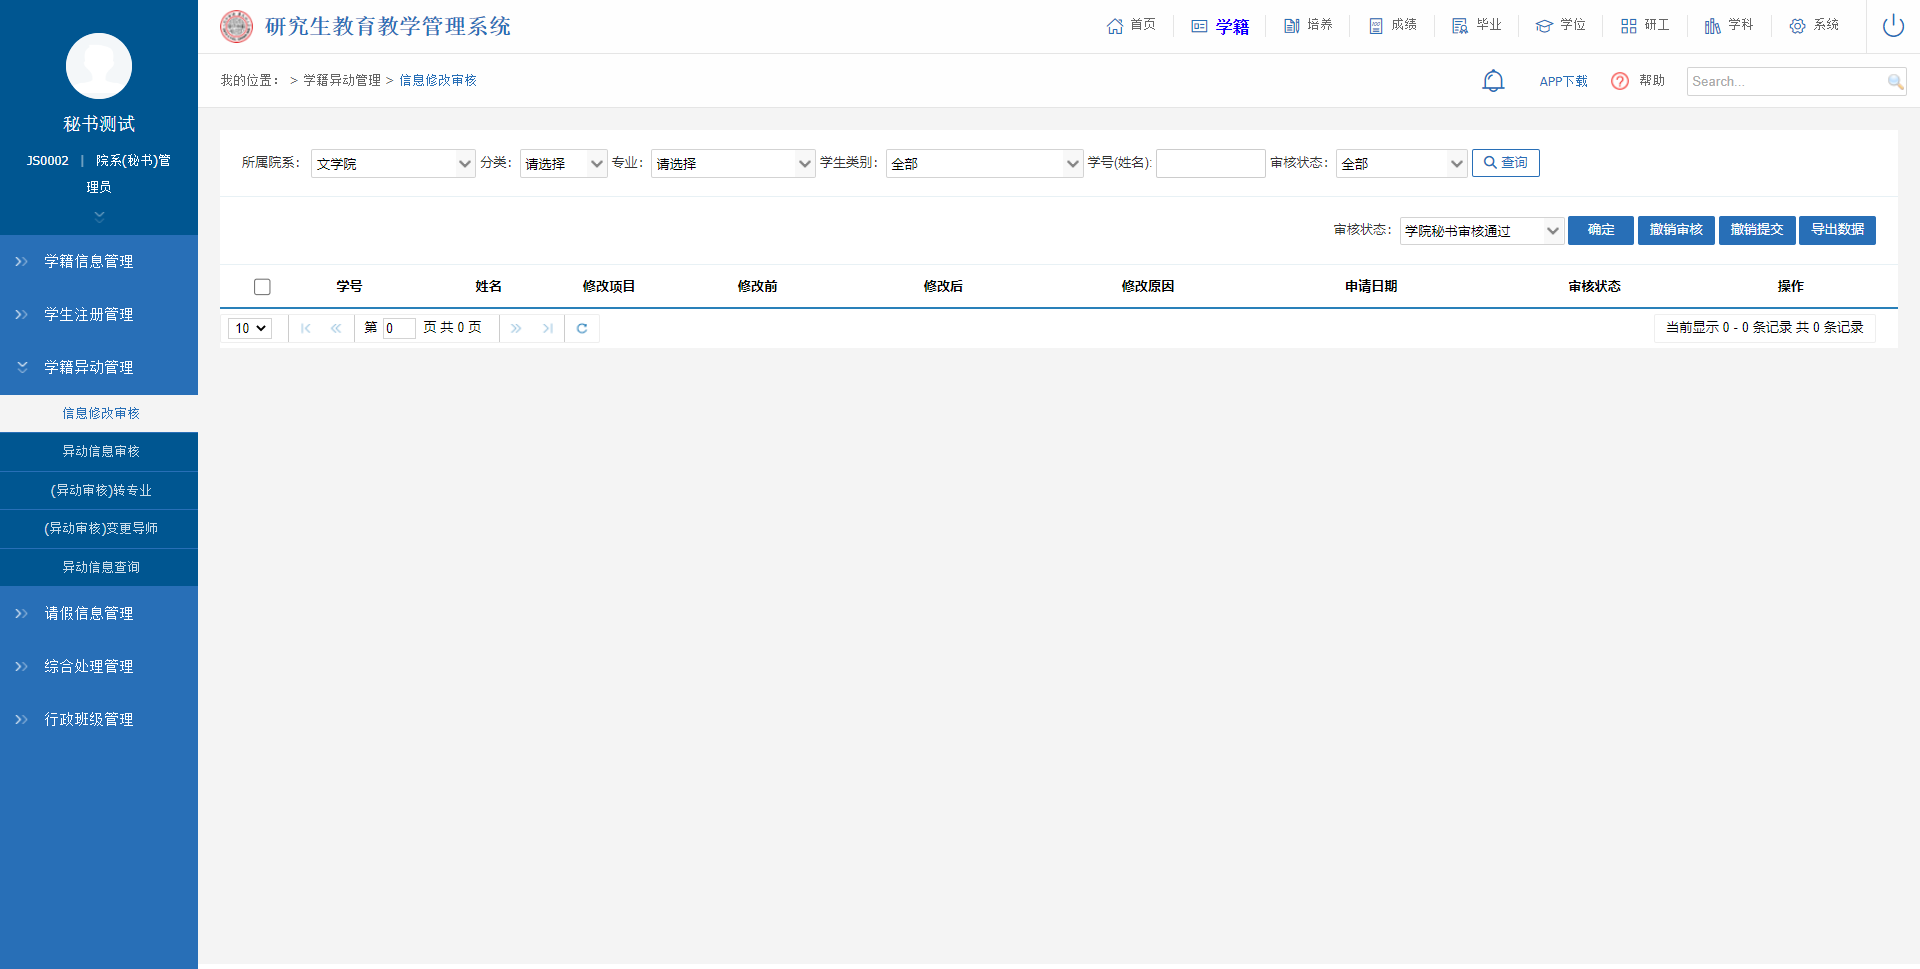 研究生教育教学管理系统
首页 学籍 培养 成绩 毕业 学位 研工 学科 系统
秘书测试
JS0002 | 院系(秘书)管
理员
我的位置： > 学籍异动管理 > 信息修改审核
APP下载 帮助 Search...
学籍信息管理
学生注册管理
学籍异动管理
信息修改审核
异动信息审核
(异动审核)转专业
(异动审核)变更导师
异动信息查询
请假信息管理
综合处理管理
行政班级管理
所属院系： 文学院 分类： 请选择 专业： 请选择 学生类别： 全部 学号(姓名): 审核状态： 全部 查询
审核状态： 学院秘书审核通过 确定 撤销审核 撤销提交 导出数据
学号 姓名 修改项目 修改前 修改后 修改原因 申请日期 审核状态 操作
10 第 0 页 共 0 页 当前显示 0 - 0 条记录 共 0 条记录